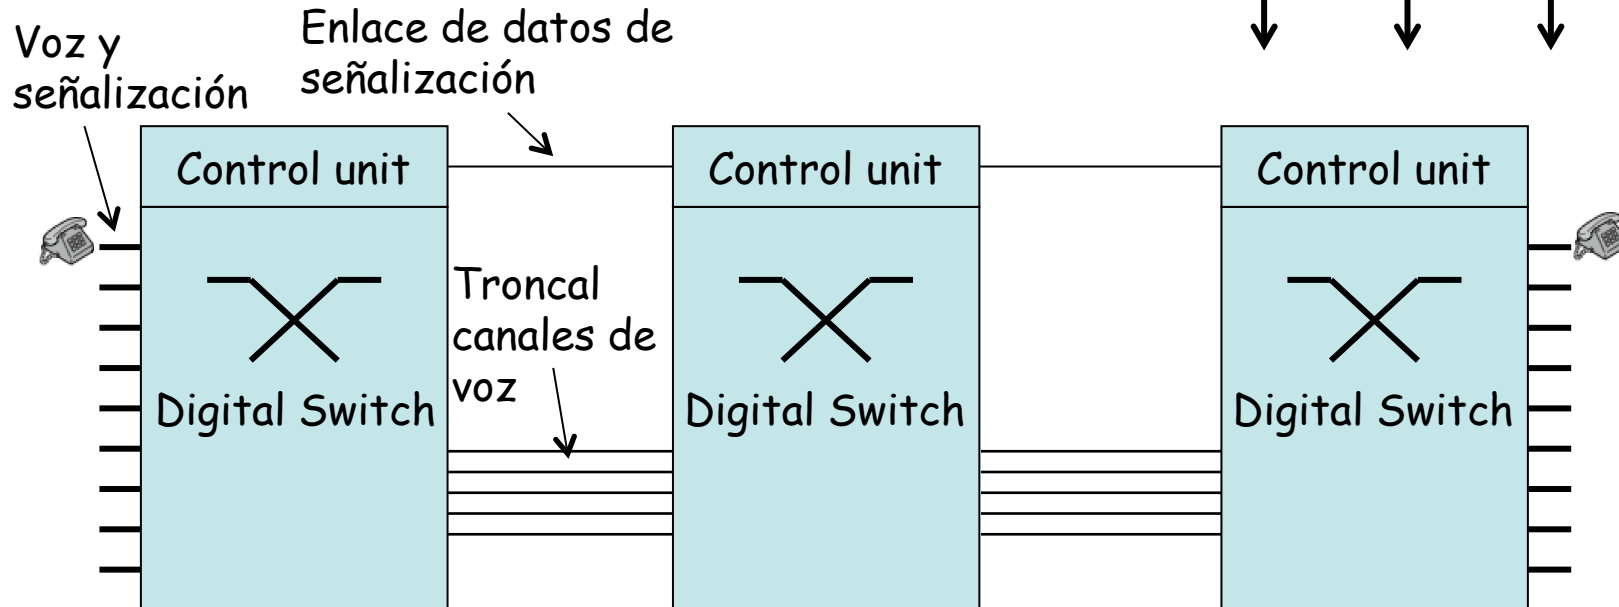 Voz y
señalización
Enlace de datos de
señalización
Control unit
Control unit
Control unit
Troncal
canales de
voz
Digital Switch
Digital Switch
Digital Switch